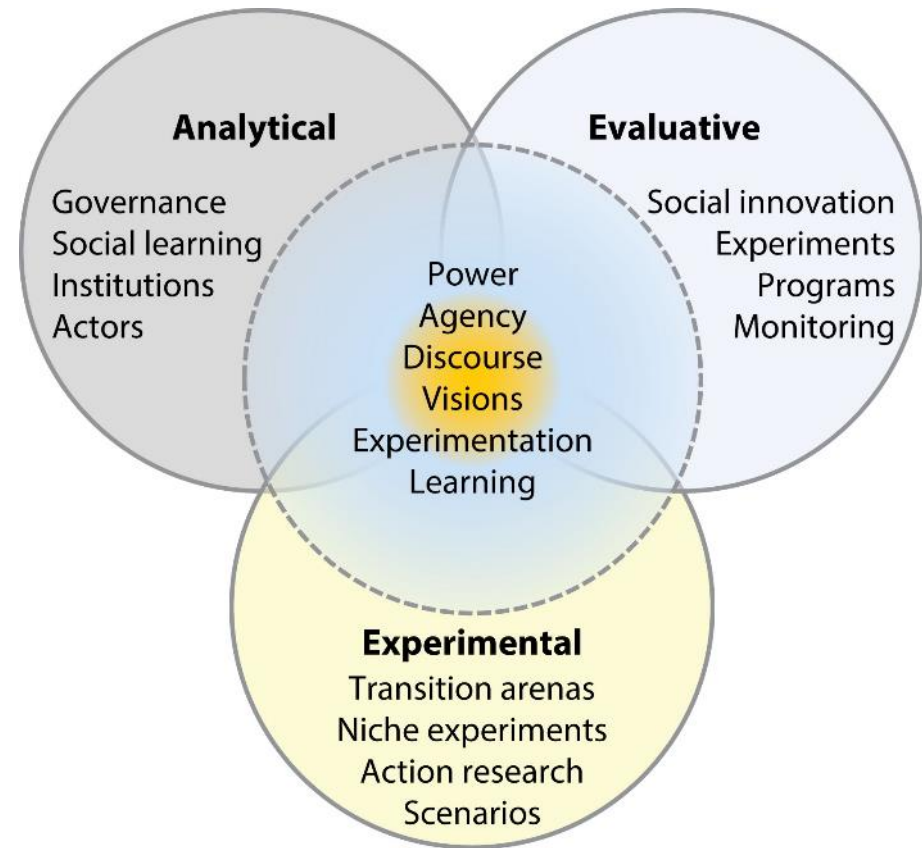 Analytical
Governance
Social learning
Institutions
Actors
Evaluative
Social innovation
Experiments
Programs
Monitoring
Power
Agency
Discourse
Visions
Experimentation
Learning
Experimental
Transition arenas
Niche experiments
Action research
Scenarios